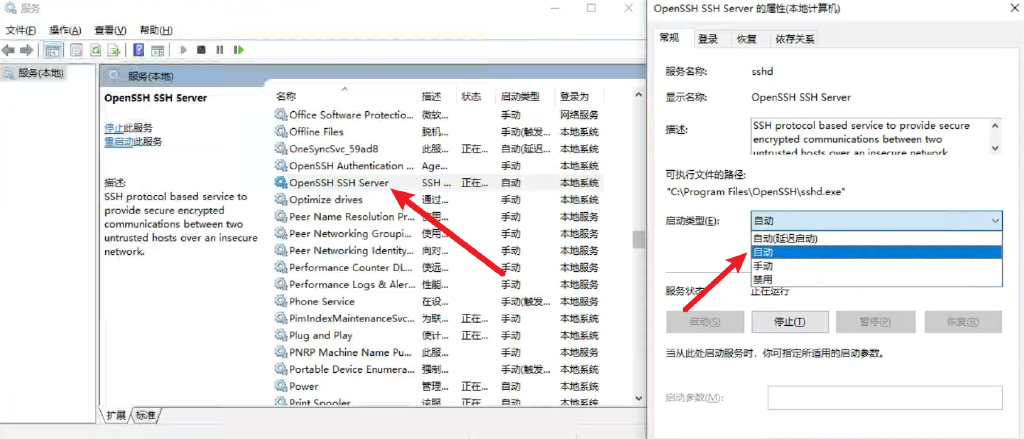 服务
文件(F) 操作(A) 查看(V) 帮助(H)
服务(本地)
服务(本地)
OpenSSH SSH Server
停止此服务
重启动此服务
描述:
SSH protocol based service to
provide secure encrypted
communications between two
untrusted hosts over an insecure
network.
名称 描述 状态 启动类型 登录为
Office Software Protectio... 微软... 手动 网络服务
Offline Files 脱机... 手动(触发... 本地系统
OneSyncSvc_59ad8 此服... 正在... 自动(延迟... 本地系统
OpenSSH Authentication ... Age... 手动 本地系统
OpenSSH SSH Server SSH ... 正在... 自动 本地系统
Optimize drives 通过... 手动 本地系统
Peer Name Resolution Pr... 使用... 手动 本地服务
Peer Networking Groupi... 使用... 手动 本地服务
Peer Networking Identity... 向对... 手动 本地服务
Performance Counter DL... 使远... 手动 本地服务
Performance Logs & Aler... 性能... 手动 本地服务
Phone Service 在设... 手动(触发... 本地服务
PimIndexMaintenanceSvc... 为联... 正在... 手动 本地系统
Plug and Play 使计... 正在... 手动 本地系统
PNRP Machine Name Pu... 此服... 手动 本地服务
Portable Device Enumera... 强制... 手动(触发... 本地系统
Power 管理... 正在... 自动 本地系统
Print Spooler 该服... 正在... 自动 本地系统
扩展 标准
OpenSSH SSH Server 的属性(本地计算机)
常规 登录 恢复 依存关系
服务名称: sshd
显示名称: OpenSSH SSH Server
描述: SSH protocol based service to provide secure
encrypted communications between two
untrusted hosts over an insecure network.
可执行文件的路径:
"C:\Program Files\OpenSSH\sshd.exe"
启动类型(E): 自动
自动(延迟启动)
自动
手动
禁用
服务状态: 正在运行
启动(S) 停止(T) 暂停(P) 恢复(R)
当从此处启动服务时，你可指定所适用的启动参数。
启动参数(M):